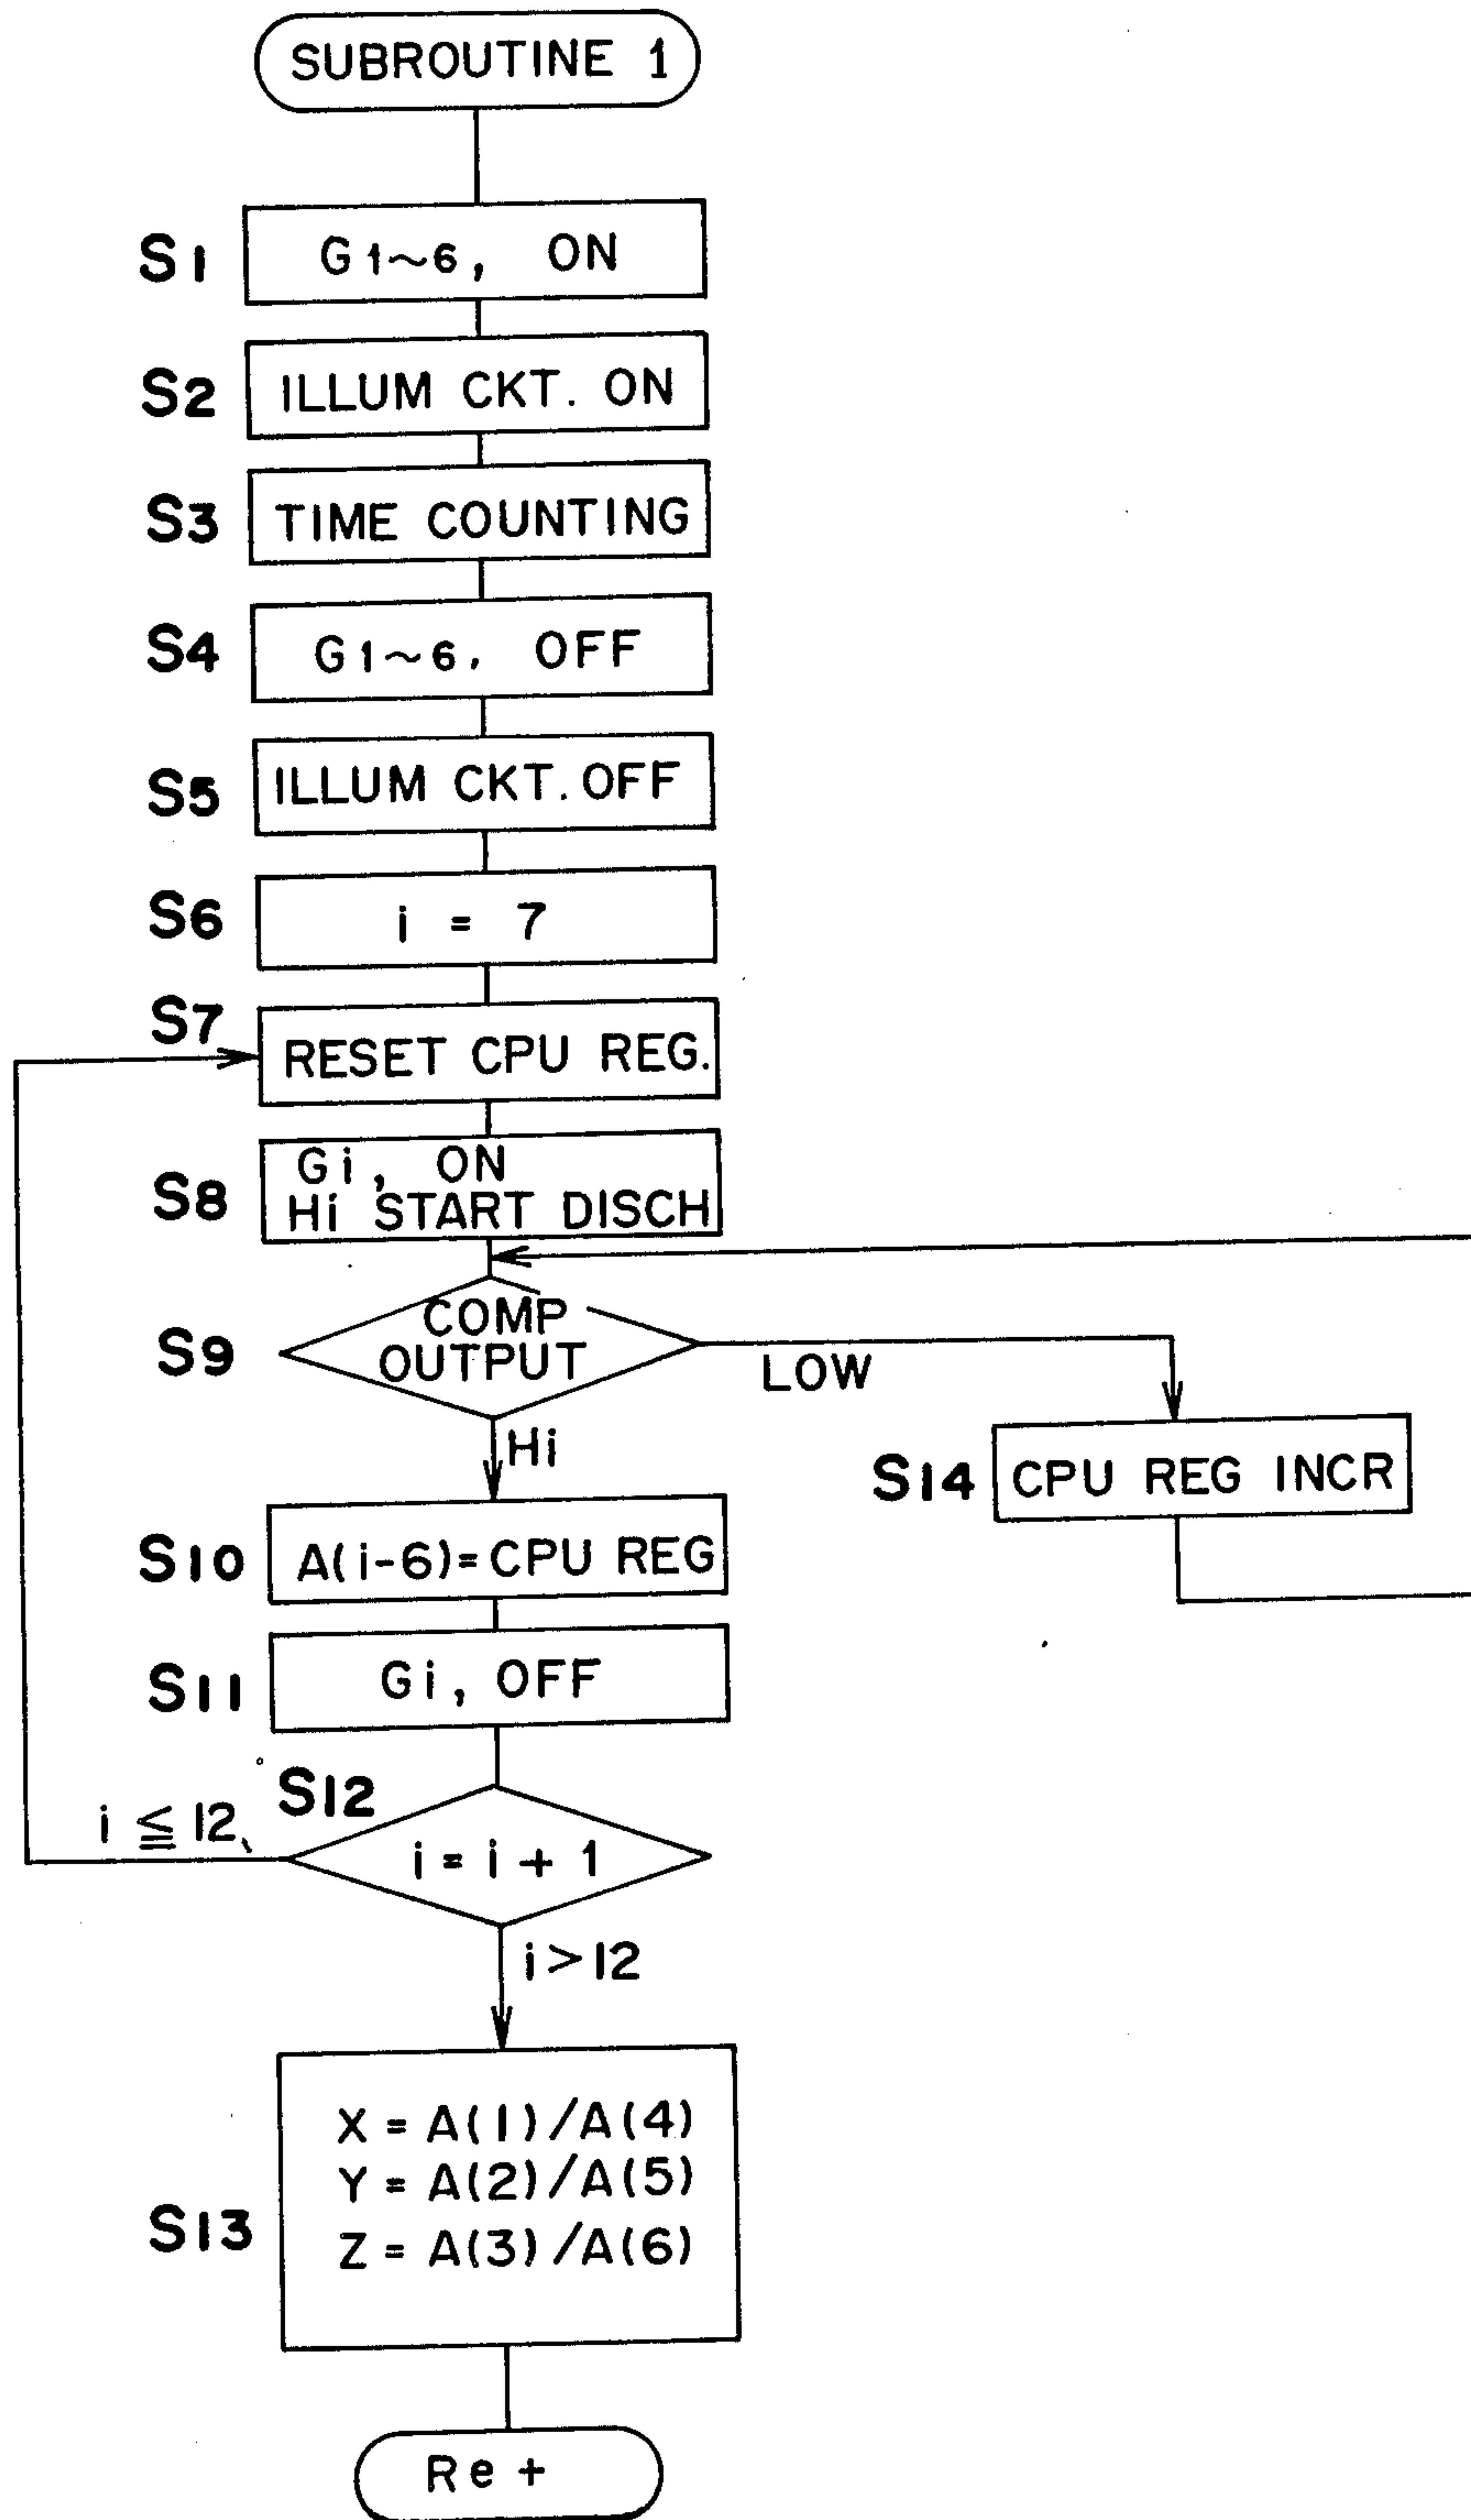 SUBROUTINE 1
S1
G1~6, ON
S2
ILLUM CKT. ON
S3
TIME COUNTING
S4
G1~6, OFF
S5
ILLUM CKT. OFF
S6
i = 7
S7
RESET CPU REG.
S8
Gi, ON
Hi START DISCH
S9
COMP
OUTPUT
LOW
Hi
S14
CPU REG INCR
S10
A(i-6)=CPU REG
S11
Gi, OFF
S12
i ≦ 12
i = i + 1
i>12
S13
X = A(1)/A(4)
Y = A(2)/A(5)
Z = A(3)/A(6)
Re+